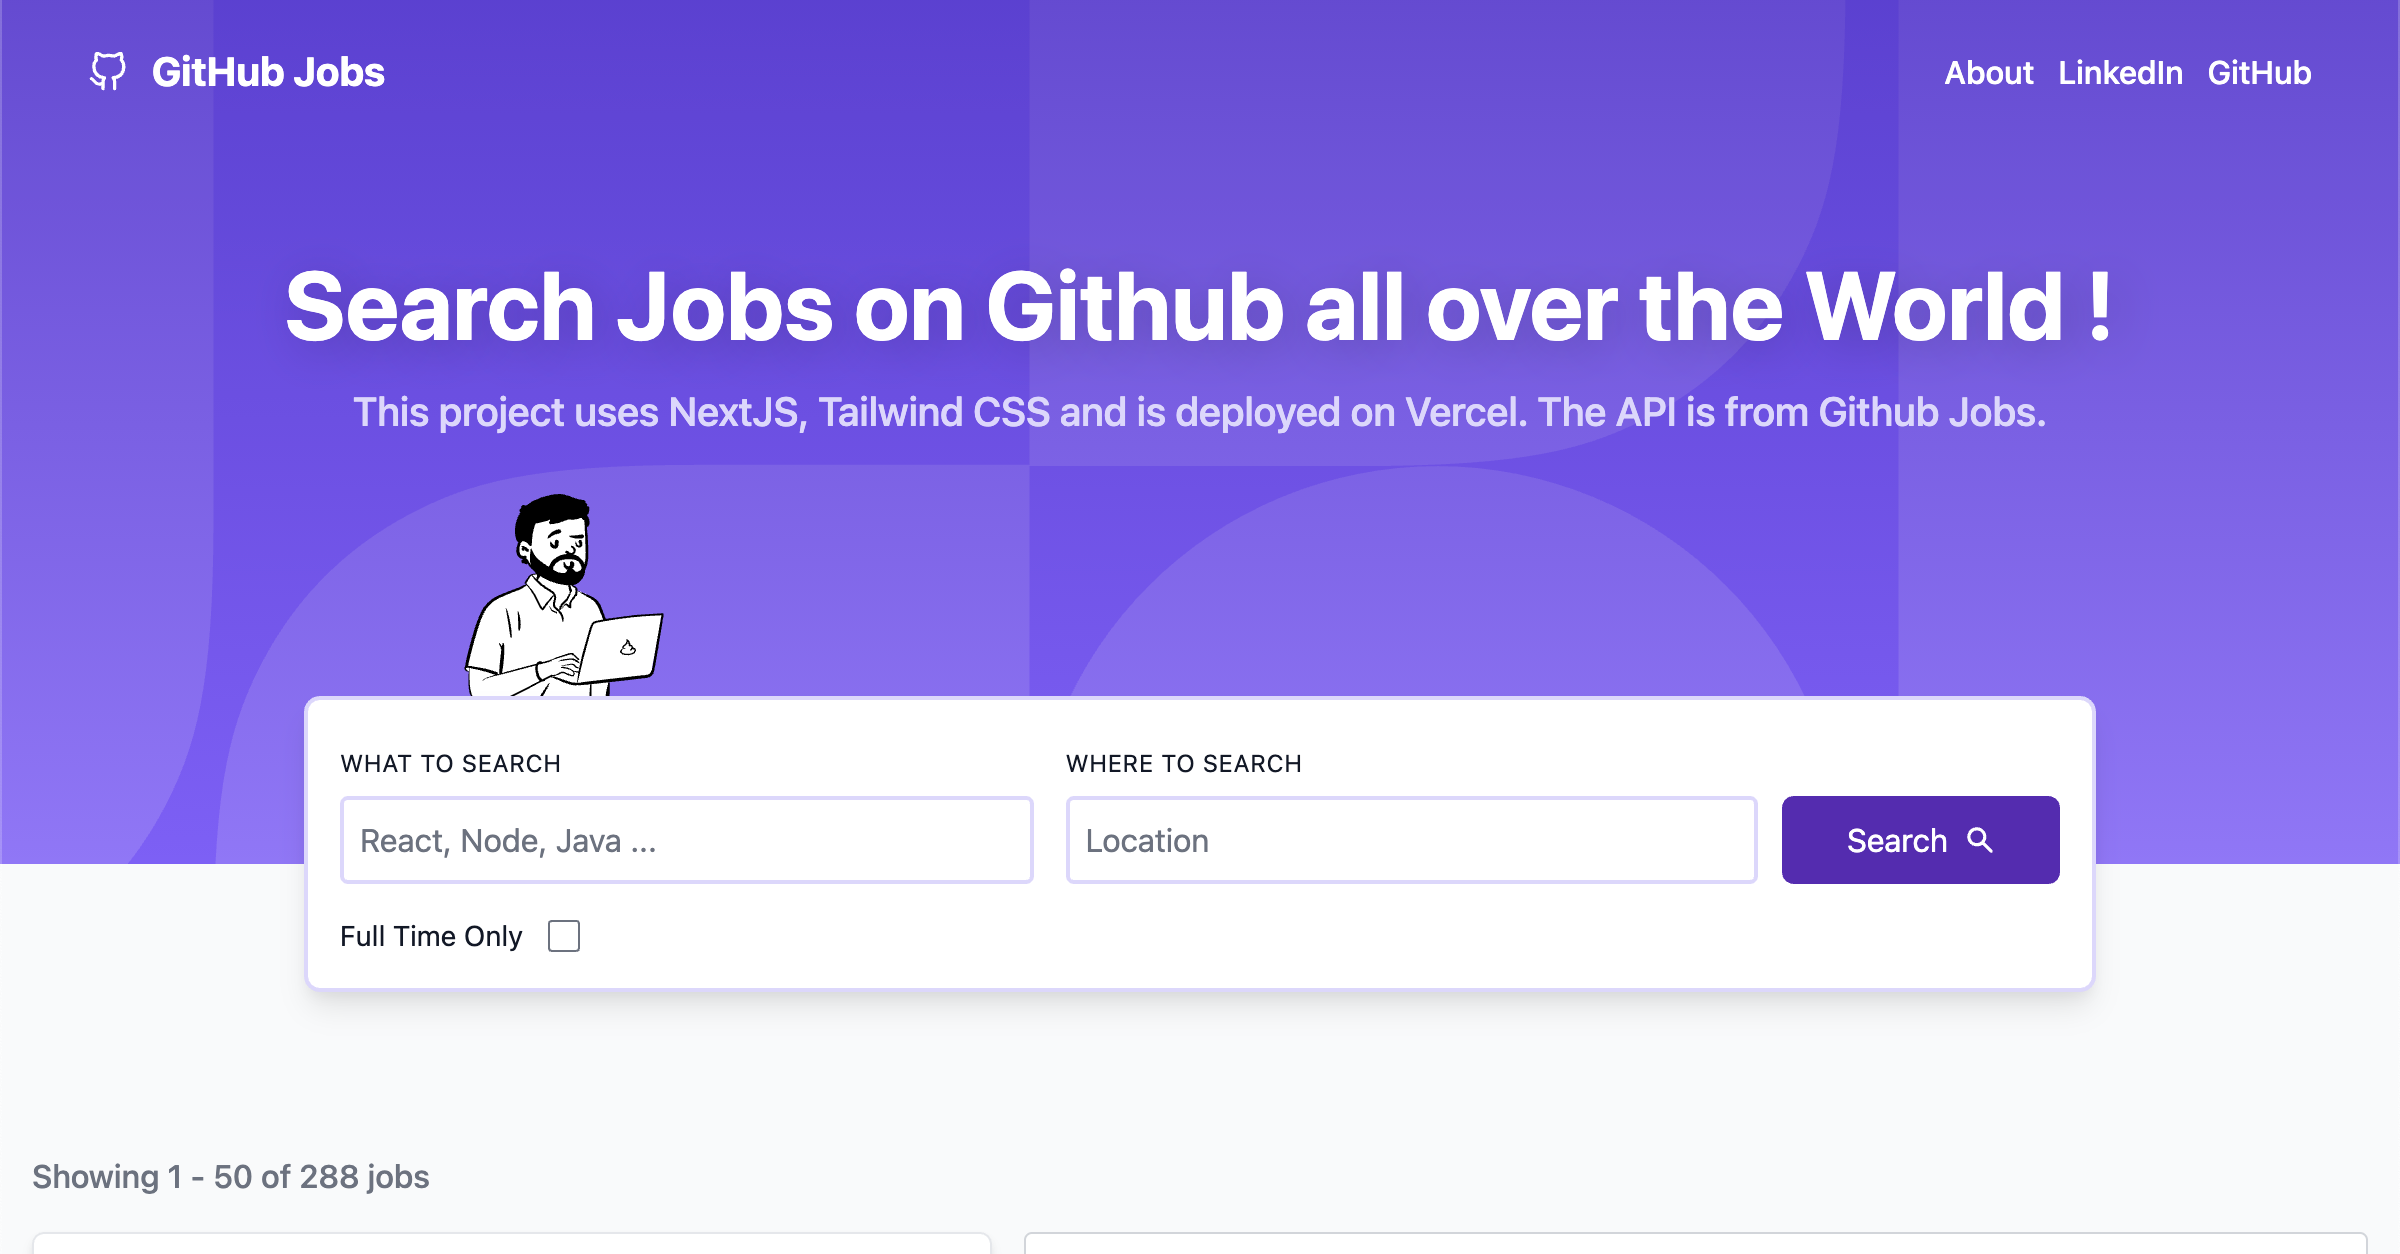 GitHub Jobs
About LinkedIn GitHub
Search Jobs on Github all over the World !
This project uses NextJS, Tailwind CSS and is deployed on Vercel. The API is from Github Jobs.
WHAT TO SEARCH
WHERE TO SEARCH
React, Node, Java ...
Location
Search
Full Time Only
Showing 1 - 50 of 288 jobs